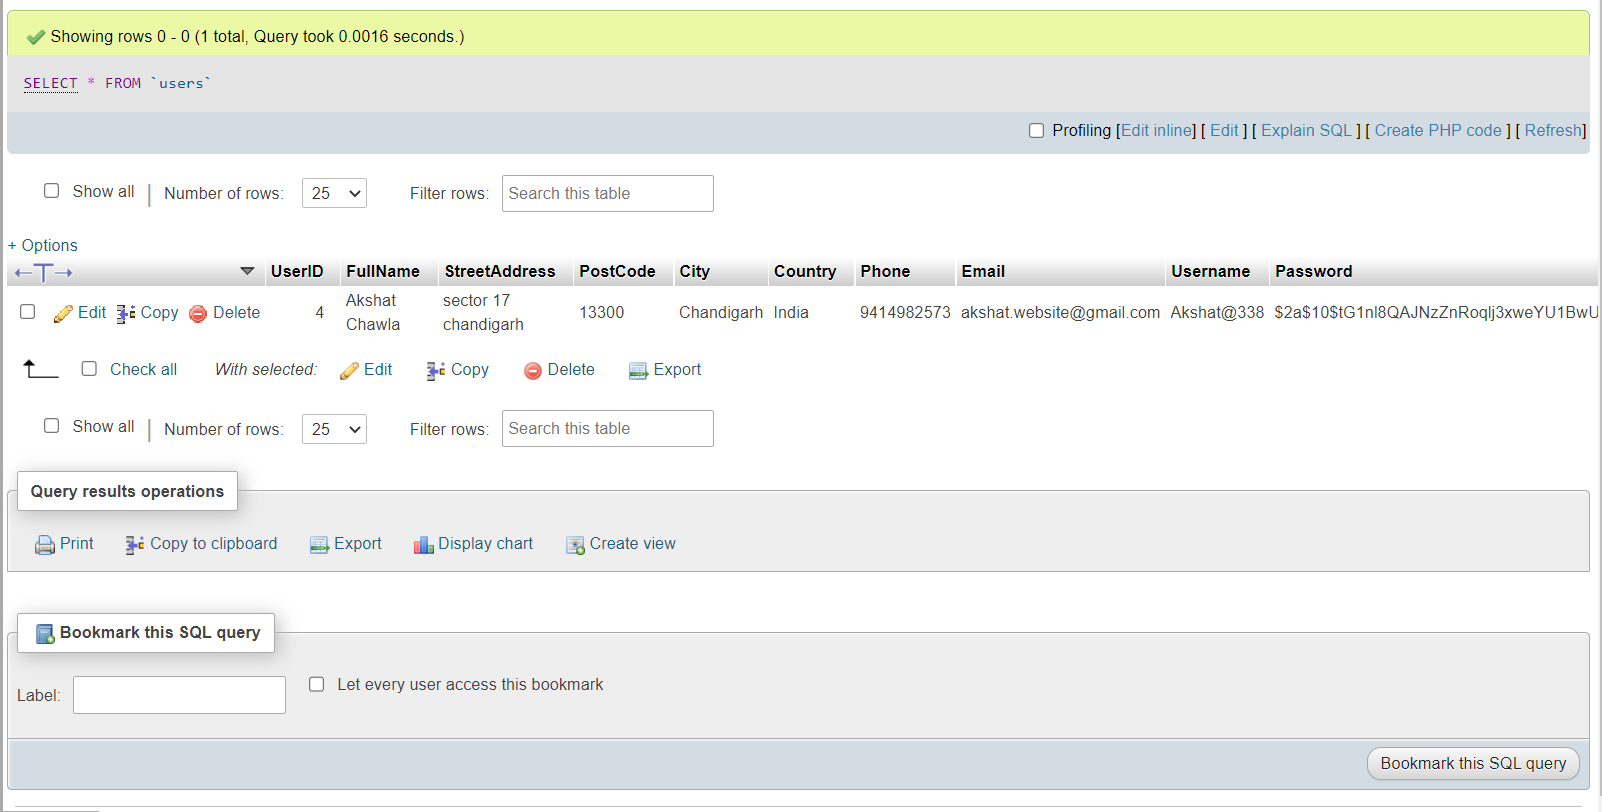 Showing rows 0 - 0 (1 total, Query took 0.0016 seconds.)
SELECT * FROM `users`
Profiling [Edit inline] [ Edit ] [ Explain SQL ] [ Create PHP code ] [ Refresh]
Show all | Number of rows: 25 Filter rows: Search this table
+ Options
←T→ UserID FullName StreetAddress PostCode City Country Phone Email Username Password
Edit Copy Delete 4 Akshat Chawla sector 17 chandigarh 13300 Chandigarh India 9414982573 akshat.website@gmail.com Akshat@338 $2a$10$tG1nl8QAJNzZnRoqlj3xweYU1BwU
Check all With selected: Edit Copy Delete Export
Show all | Number of rows: 25 Filter rows: Search this table
Query results operations
Print Copy to clipboard Export Display chart Create view
Bookmark this SQL query
Label: Let every user access this bookmark
Bookmark this SQL query